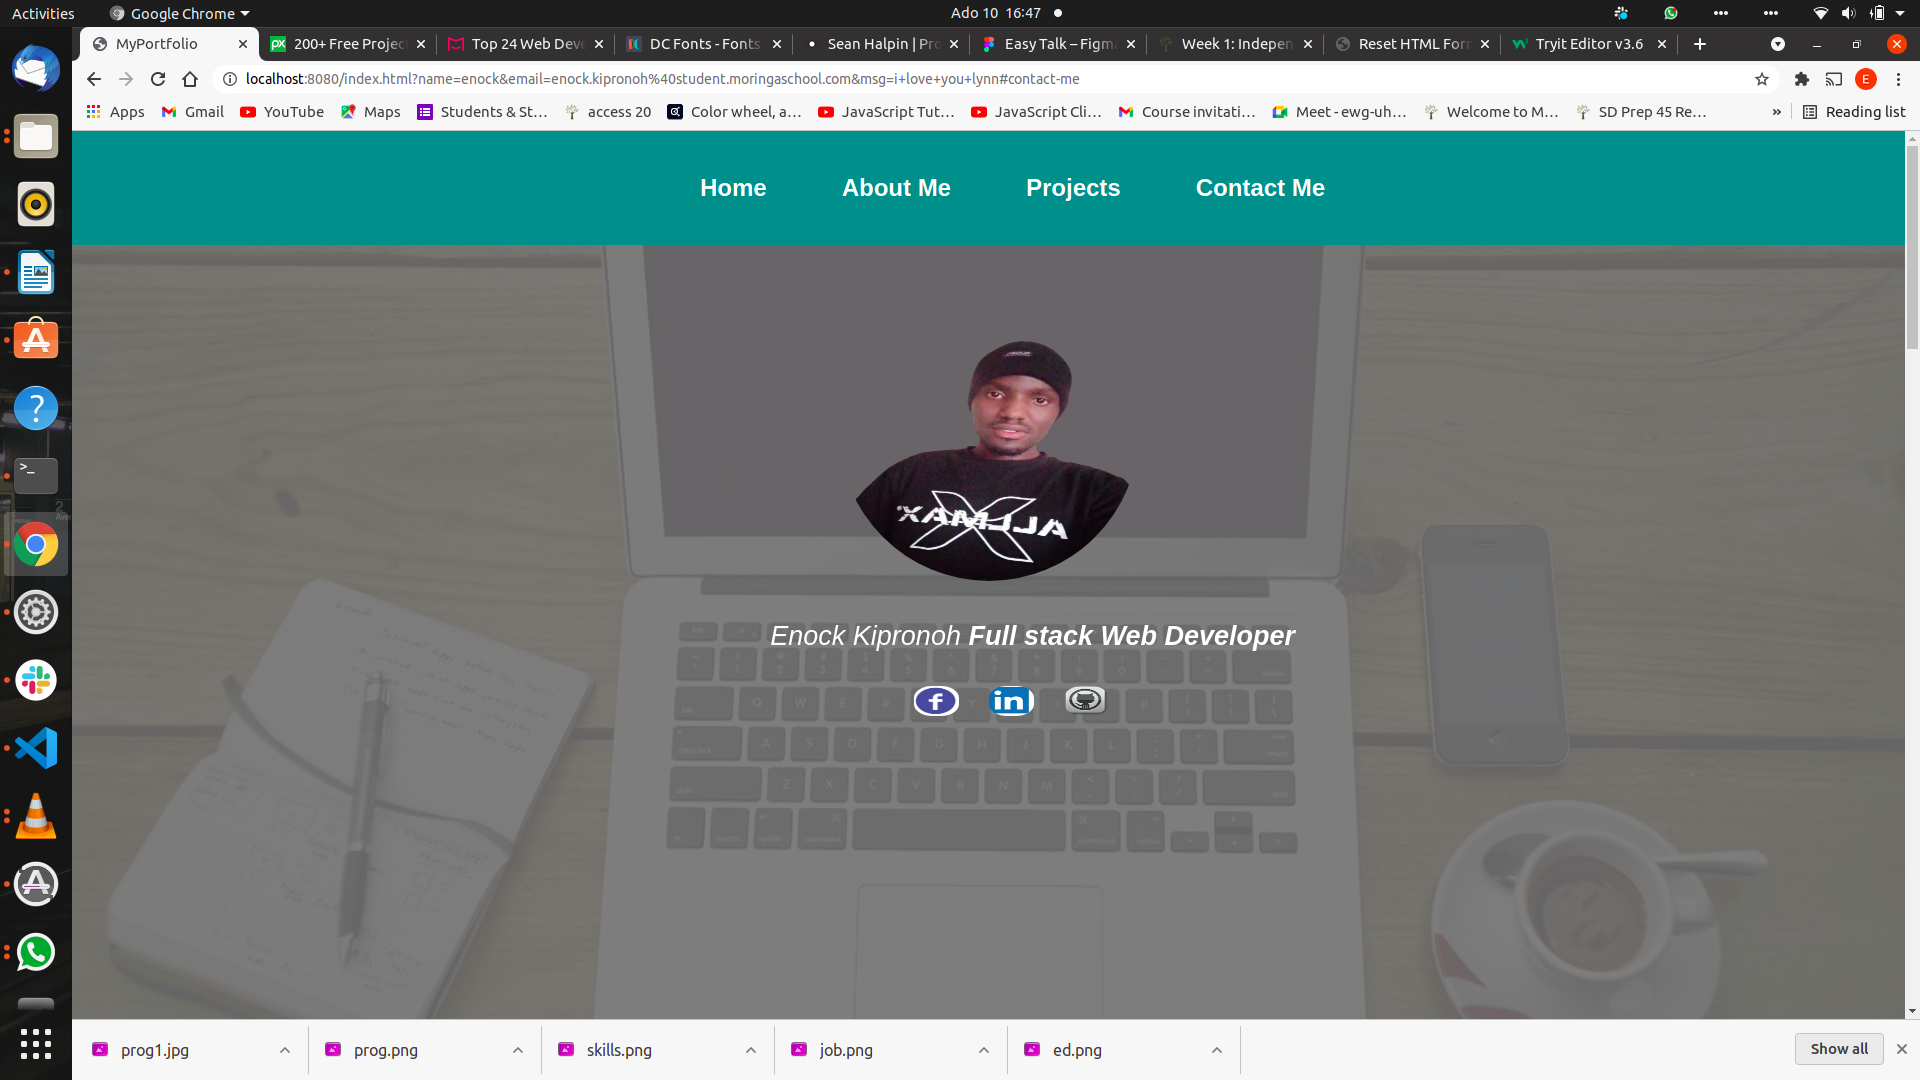 Activities
Google Chrome
Ado 10 16:47
MyPortfolio
200+ Free Projec
Top 24 Web Deve
DC Fonts - Fonts
Sean Halpin | Pro
Easy Talk – Figma
Week 1: Indepen
Reset HTML Form
Tryit Editor v3.6
localhost:8080/index.html?name=enock&email=enock.kipronoh%40student.moringaschool.com&msg=i+love+you+lynn#contact-me
E
Apps
Gmail
YouTube
Maps
Students & St…
access 20
Color wheel, a…
JavaScript Tut…
JavaScript Cli…
Course invitati…
Meet - ewg-uh…
Welcome to M…
SD Prep 45 Re…
»
Reading list
Home
About Me
Projects
Contact Me
Enock Kipronoh Full stack Web Developer
prog1.jpg
prog.png
skills.png
job.png
ed.png
Show all